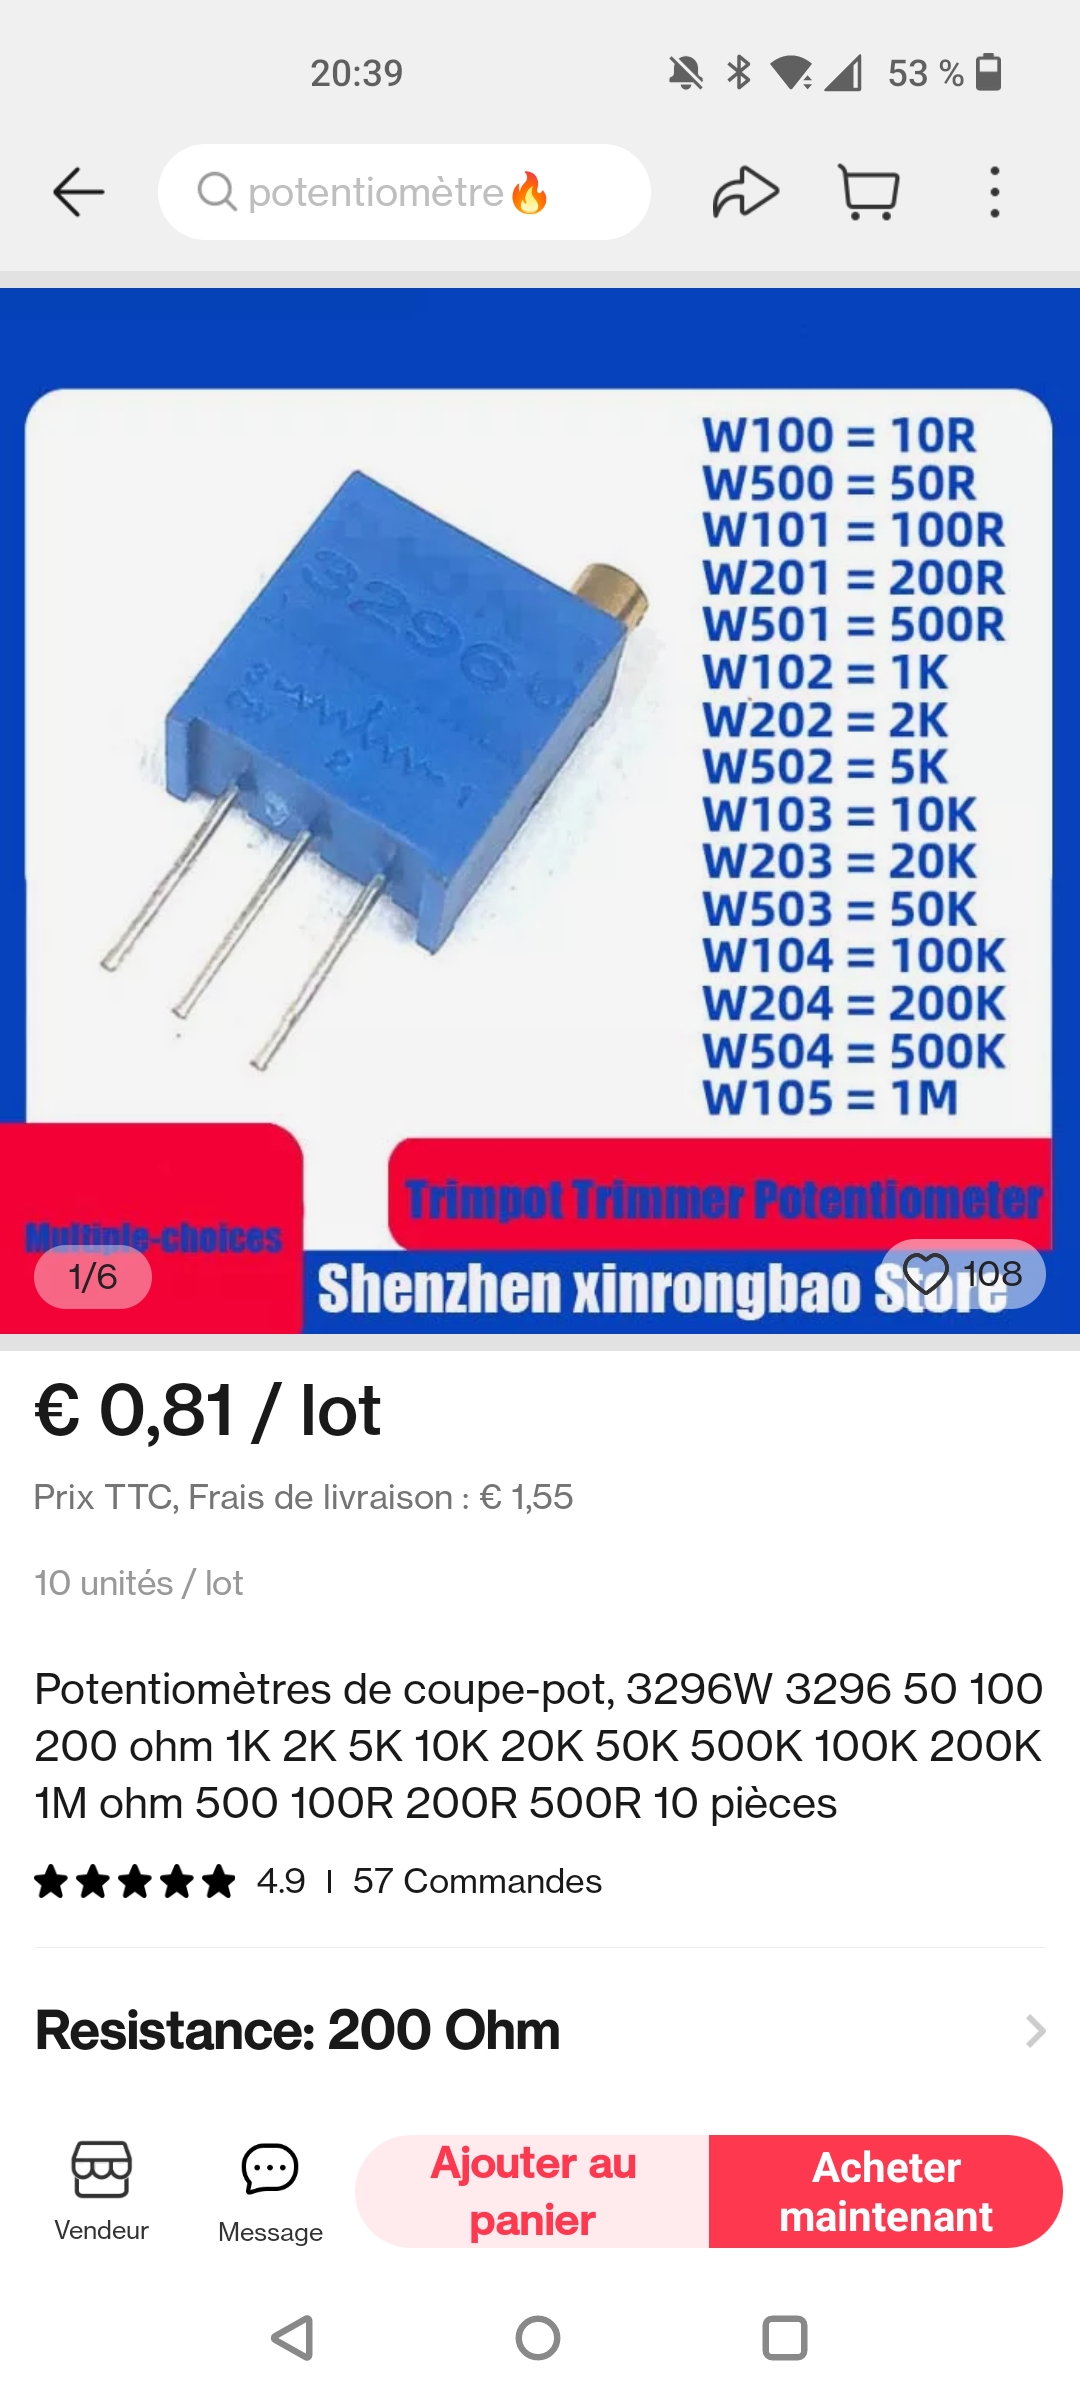 20:39
53 %
potentiomètre🔥
W100 = 10R
W500 = 50R
W101 = 100R
W201 = 200R
W501 = 500R
W102 = 1K
W202 = 2K
W502 = 5K
W103 = 10K
W203 = 20K
W503 = 50K
W104 = 100K
W204 = 200K
W504 = 500K
W105 = 1M
3296
Trimpot Trimmer Potentiometer
Multiple-choices
1/6
Shenzhen xinrongbao Store
108
€ 0,81 / lot
Prix TTC, Frais de livraison : € 1,55
10 unités / lot
Potentiomètres de coupe-pot, 3296W 3296 50 100
200 ohm 1K 2K 5K 10K 20K 50K 500K 100K 200K
1M ohm 500 100R 200R 500R 10 pièces
4.9 | 57 Commandes
Resistance: 200 Ohm
Vendeur
Message
Ajouter au
panier
Acheter
maintenant